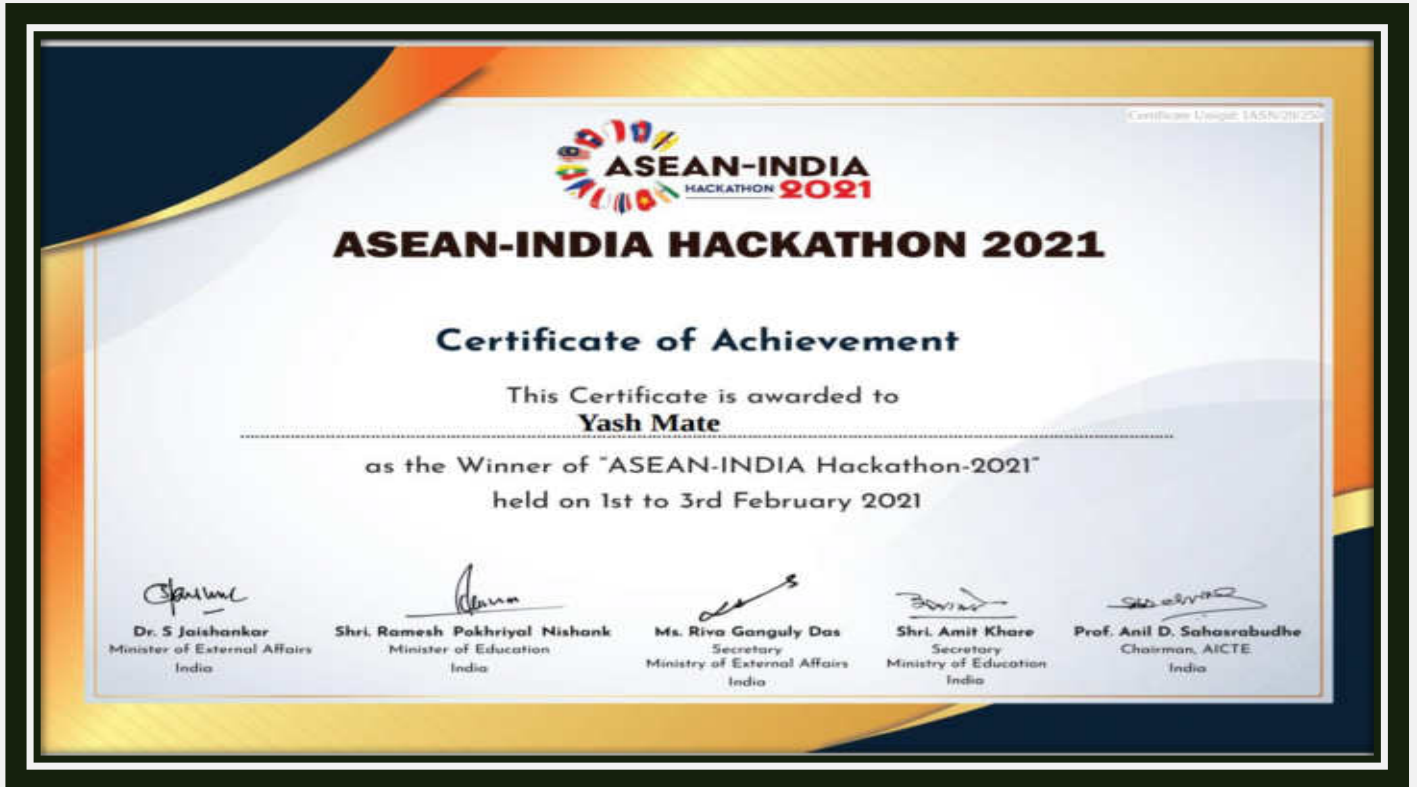 ASEAN-INDIA
HACKATHON 2021
ASEAN-INDIA HACKATHON 2021
Certificate of Achievement
This Certificate is awarded to
Yash Mate
as the Winner of "ASEAN-INDIA Hackathon-2021"
held on 1st to 3rd February 2021
Dr. S Jaishankar
Minister of External Affairs
India
Shri. Ramesh Pokhriyal Nishank
Minister of Education
India
Ms. Riva Ganguly Das
Secretary
Ministry of External Affairs
India
Shri. Amit Khare
Secretary
Ministry of Education
India
Prof. Anil D. Sahasrabudhe
Chairman, AICTE
India